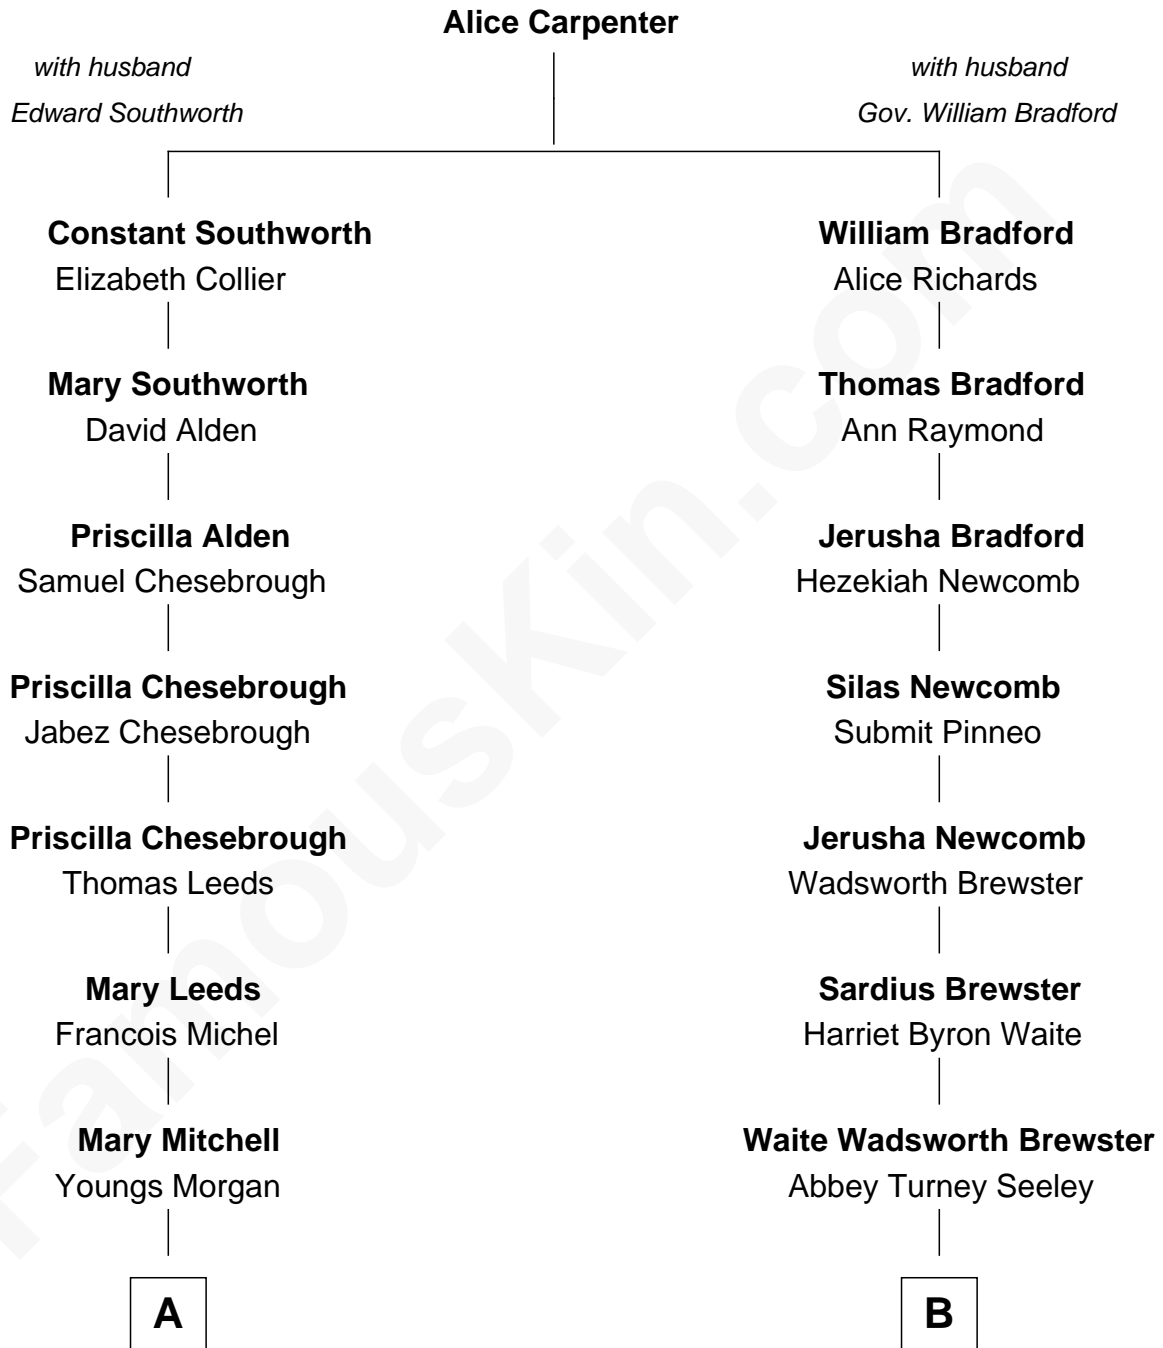 Alice Carpenter
with husband
Edward Southworth
with husband
Gov. William Bradford
Constant Southworth
Elizabeth Collier
William Bradford
Alice Richards
Mary Southworth
David Alden
Thomas Bradford
Ann Raymond
Priscilla Alden
Samuel Chesebrough
Jerusha Bradford
Hezekiah Newcomb
Priscilla Chesebrough
Jabez Chesebrough
Silas Newcomb
Submit Pinneo
Priscilla Chesebrough
Thomas Leeds
Jerusha Newcomb
Wadsworth Brewster
Mary Leeds
Francois Michel
Sardius Brewster
Harriet Byron Waite
Mary Mitchell
Youngs Morgan
Waite Wadsworth Brewster
Abbey Turney Seeley
A
B
FamousKin.com